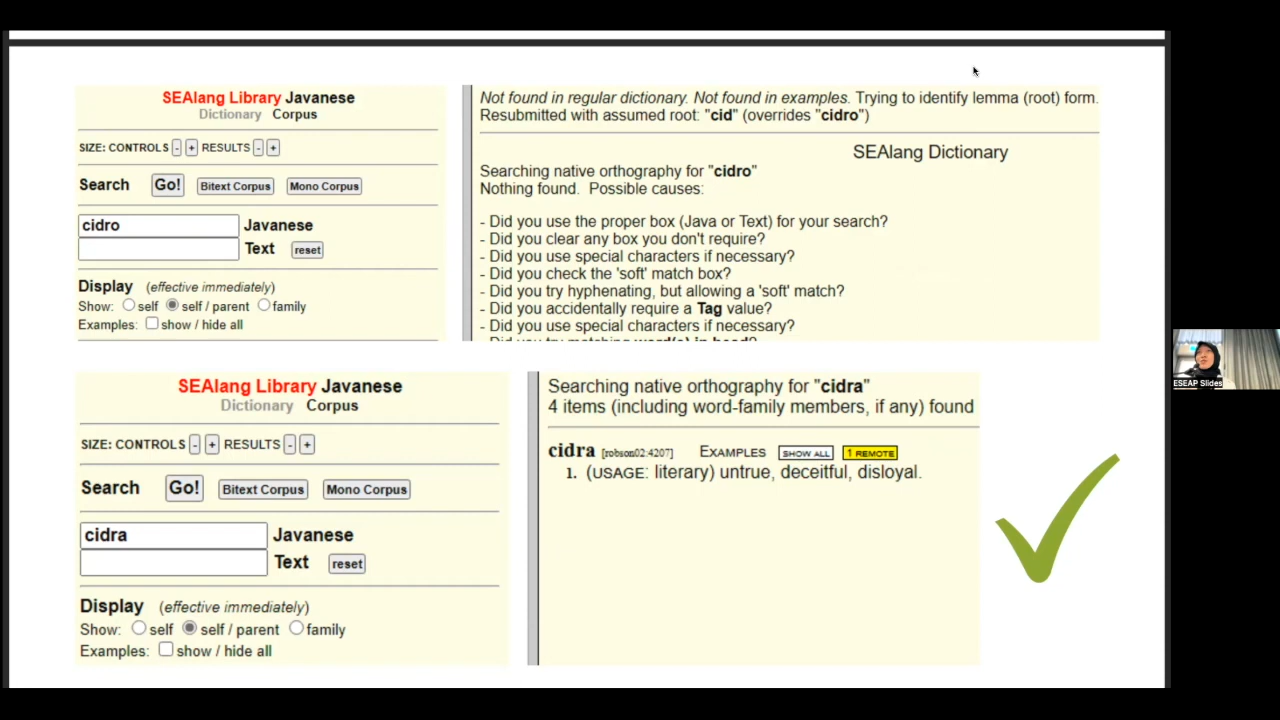 SEAlang Library Javanese
Dictionary Corpus
SIZE: CONTROLS - + RESULTS - +
Search Go! Bitext Corpus Mono Corpus
cidro Javanese
Text reset
Display (effective immediately)
Show: self self / parent family
Examples: show / hide all
Not found in regular dictionary. Not found in examples. Trying to identify lemma (root) form.
Resubmitted with assumed root: "cid" (overrides "cidro")
SEAlang Dictionary
Searching native orthography for "cidro"
Nothing found. Possible causes:
- Did you use the proper box (Java or Text) for your search?
- Did you clear any box you don't require?
- Did you use special characters if necessary?
- Did you check the 'soft' match box?
- Did you try hyphenating, but allowing a 'soft' match?
- Did you accidentally require a Tag value?
- Did you use special characters if necessary?
- Did you try matching word(s) in head?
SEAlang Library Javanese
Dictionary Corpus
SIZE: CONTROLS - + RESULTS - +
Search Go! Bitext Corpus Mono Corpus
cidra Javanese
Text reset
Display (effective immediately)
Show: self self / parent family
Examples: show / hide all
Searching native orthography for "cidra"
4 items (including word-family members, if any) found
cidra [robson02:4207] EXAMPLES SHOW ALL 1 REMOTE
1. (USAGE: literary) untrue, deceitful, disloyal.
ESEAP Slides